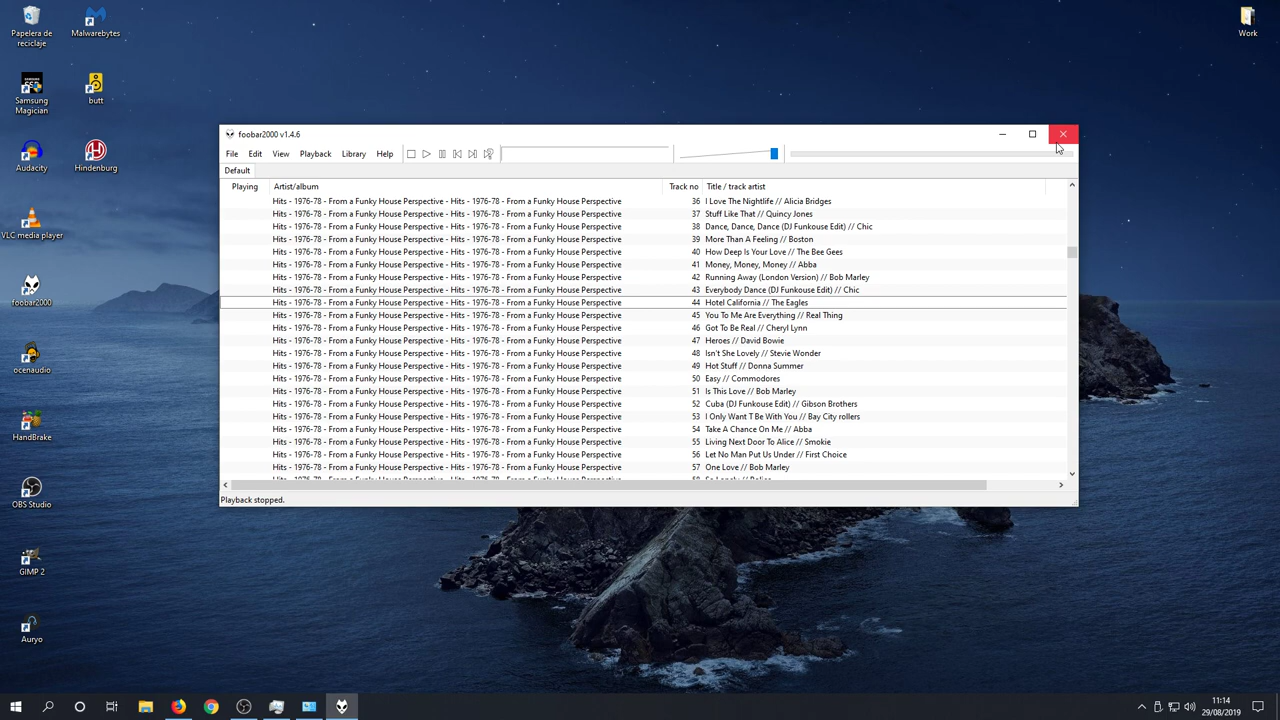 Papelera de
reciclaje
Malwarebytes
Work
Samsung
Magician
butt
Audacity
Hindenburg
VLC media player
foobar2000
ocenaudio
HandBrake
OBS Studio
GIMP 2
Auryo
foobar2000 v1.4.6
File Edit View Playback Library Help
Default
Playing Artist/album Track no Title / track artist
Hits - 1976-78 - From a Funky House Perspective - Hits - 1976-78 - From a Funky House Perspective 36 I Love The Nightlife // Alicia Bridges
Hits - 1976-78 - From a Funky House Perspective - Hits - 1976-78 - From a Funky House Perspective 37 Stuff Like That // Quincy Jones
Hits - 1976-78 - From a Funky House Perspective - Hits - 1976-78 - From a Funky House Perspective 38 Dance, Dance, Dance (DJ Funkouse Edit) // Chic
Hits - 1976-78 - From a Funky House Perspective - Hits - 1976-78 - From a Funky House Perspective 39 More Than A Feeling // Boston
Hits - 1976-78 - From a Funky House Perspective - Hits - 1976-78 - From a Funky House Perspective 40 How Deep Is Your Love // The Bee Gees
Hits - 1976-78 - From a Funky House Perspective - Hits - 1976-78 - From a Funky House Perspective 41 Money, Money, Money // Abba
Hits - 1976-78 - From a Funky House Perspective - Hits - 1976-78 - From a Funky House Perspective 42 Running Away (London Version) // Bob Marley
Hits - 1976-78 - From a Funky House Perspective - Hits - 1976-78 - From a Funky House Perspective 43 Everybody Dance (DJ Funkouse Edit) // Chic
Hits - 1976-78 - From a Funky House Perspective - Hits - 1976-78 - From a Funky House Perspective 44 Hotel California // The Eagles
Hits - 1976-78 - From a Funky House Perspective - Hits - 1976-78 - From a Funky House Perspective 45 You To Me Are Everything // Real Thing
Hits - 1976-78 - From a Funky House Perspective - Hits - 1976-78 - From a Funky House Perspective 46 Got To Be Real // Cheryl Lynn
Hits - 1976-78 - From a Funky House Perspective - Hits - 1976-78 - From a Funky House Perspective 47 Heroes // David Bowie
Hits - 1976-78 - From a Funky House Perspective - Hits - 1976-78 - From a Funky House Perspective 48 Isn't She Lovely // Stevie Wonder
Hits - 1976-78 - From a Funky House Perspective - Hits - 1976-78 - From a Funky House Perspective 49 Hot Stuff // Donna Summer
Hits - 1976-78 - From a Funky House Perspective - Hits - 1976-78 - From a Funky House Perspective 50 Easy // Commodores
Hits - 1976-78 - From a Funky House Perspective - Hits - 1976-78 - From a Funky House Perspective 51 Is This Love // Bob Marley
Hits - 1976-78 - From a Funky House Perspective - Hits - 1976-78 - From a Funky House Perspective 52 Cuba (DJ Funkouse Edit) // Gibson Brothers
Hits - 1976-78 - From a Funky House Perspective - Hits - 1976-78 - From a Funky House Perspective 53 I Only Want T Be With You // Bay City rollers
Hits - 1976-78 - From a Funky House Perspective - Hits - 1976-78 - From a Funky House Perspective 54 Take A Chance On Me // Abba
Hits - 1976-78 - From a Funky House Perspective - Hits - 1976-78 - From a Funky House Perspective 55 Living Next Door To Alice // Smokie
Hits - 1976-78 - From a Funky House Perspective - Hits - 1976-78 - From a Funky House Perspective 56 Let No Man Put Us Under // First Choice
Hits - 1976-78 - From a Funky House Perspective - Hits - 1976-78 - From a Funky House Perspective 57 One Love // Bob Marley
Playback stopped.
11:14
29/08/2019